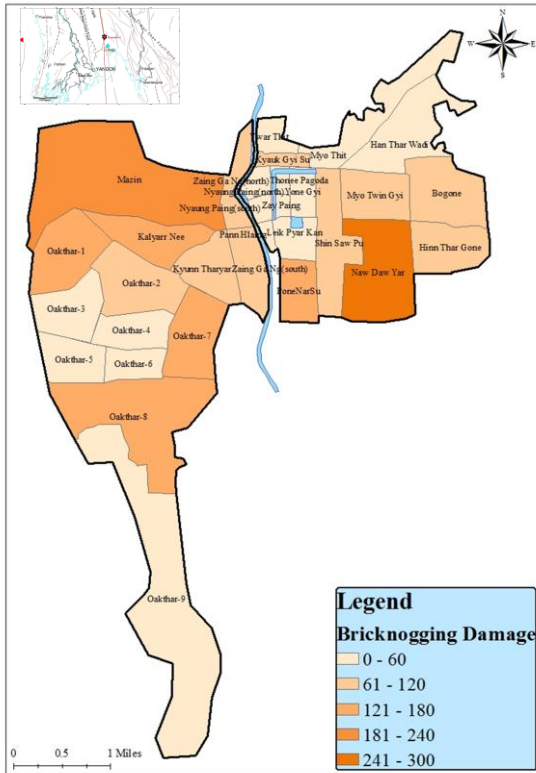 YANGON
N
W
E
S
Twar Thit
Kyauk Gyi Su
Myo Thit
Han Thar Wadi
Mazin
Zaing Ga Ng(north)
Thoriee Pagoda
Nyaung Paing(north)
Yone Gyi
Myo Twin Gyi
Bogone
Nyaung Paing(south)
Zay Paing
Oakthar-1
Kalyarr Nee
Pann Hlaing
Leik Pyar Kan
Shin Saw Pu
Hinn Thar Gone
Oakthar-2
Kyunn Tharyar
Zaing Ga Ng(south)
Naw Daw Yar
PoneNarSu
Oakthar-3
Oakthar-4
Oakthar-7
Oakthar-5
Oakthar-6
Oakthar-8
Oakthar-9
Legend
Bricknogging Damage
0 - 60
61 - 120
121 - 180
181 - 240
241 - 300
0 0.5 1 Miles